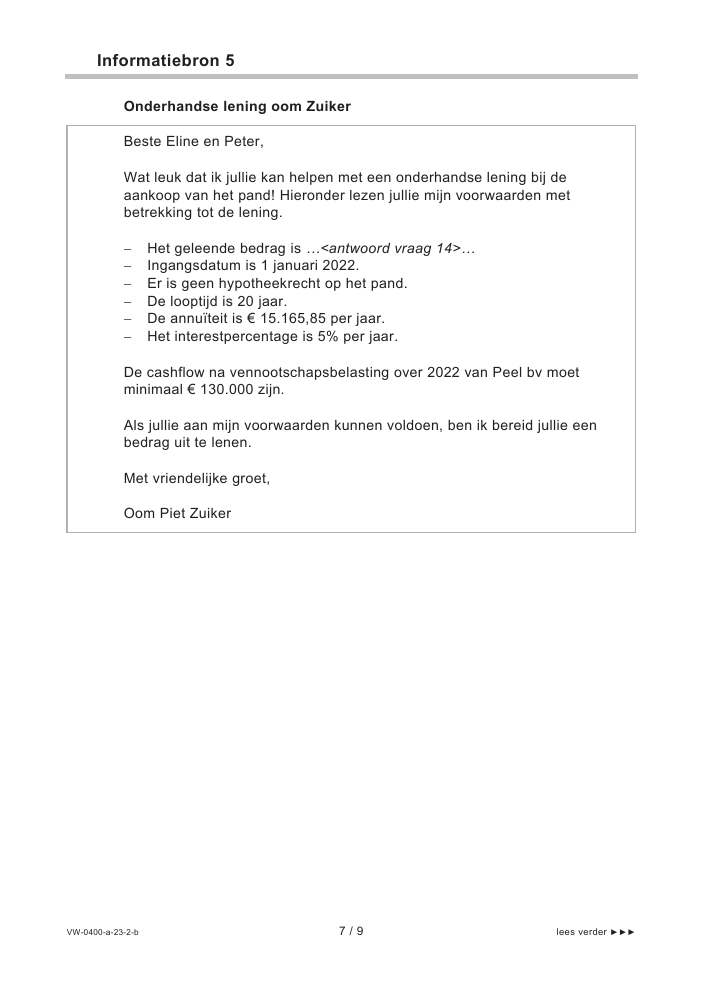 Informatiebron 5
Onderhandse lening oom Zuiker
Beste Eline en Peter,
Wat leuk dat ik jullie kan helpen met een onderhandse lening bij de
aankoop van het pand! Hieronder lezen jullie mijn voorwaarden met
betrekking tot de lening.
– Het geleende bedrag is …<antwoord vraag 14>…
– Ingangsdatum is 1 januari 2022.
– Er is geen hypotheekrecht op het pand.
– De looptijd is 20 jaar.
– De annuïteit is € 15.165,85 per jaar.
– Het interestpercentage is 5% per jaar.
De cashflow na vennootschapsbelasting over 2022 van Peel bv moet
minimaal € 130.000 zijn.
Als jullie aan mijn voorwaarden kunnen voldoen, ben ik bereid jullie een
bedrag uit te lenen.
Met vriendelijke groet,
Oom Piet Zuiker
VW-0400-a-23-2-b 7 / 9 lees verder ►►►